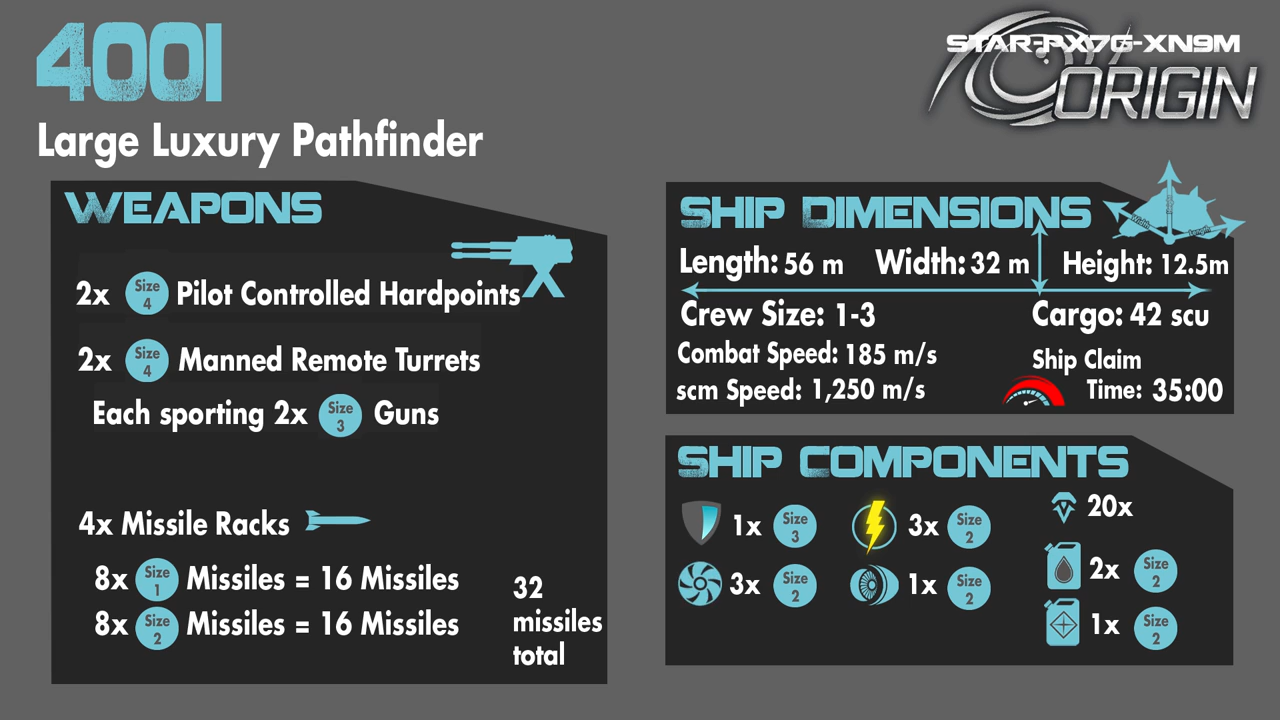 400I
STAR-PX7G-XN9M
ORIGIN
Large Luxury Pathfinder
WEAPONS
2x Size 4 Pilot Controlled Hardpoints
2x Size 4 Manned Remote Turrets
Each sporting 2x Size 3 Guns
4x Missile Racks
8x Size 1 Missiles = 16 Missiles
8x Size 2 Missiles = 16 Missiles
32
missiles
total
SHIP DIMENSIONS
Width
Length
Length: 56 m Width: 32 m Height: 12.5m
Crew Size: 1-3 Cargo: 42 scu
Combat Speed: 185 m/s
scm Speed: 1,250 m/s
Ship Claim
Time: 35:00
SHIP COMPONENTS
1x Size 3 3x Size 2 20x
3x Size 2 1x Size 2 2x Size 2
1x Size 2